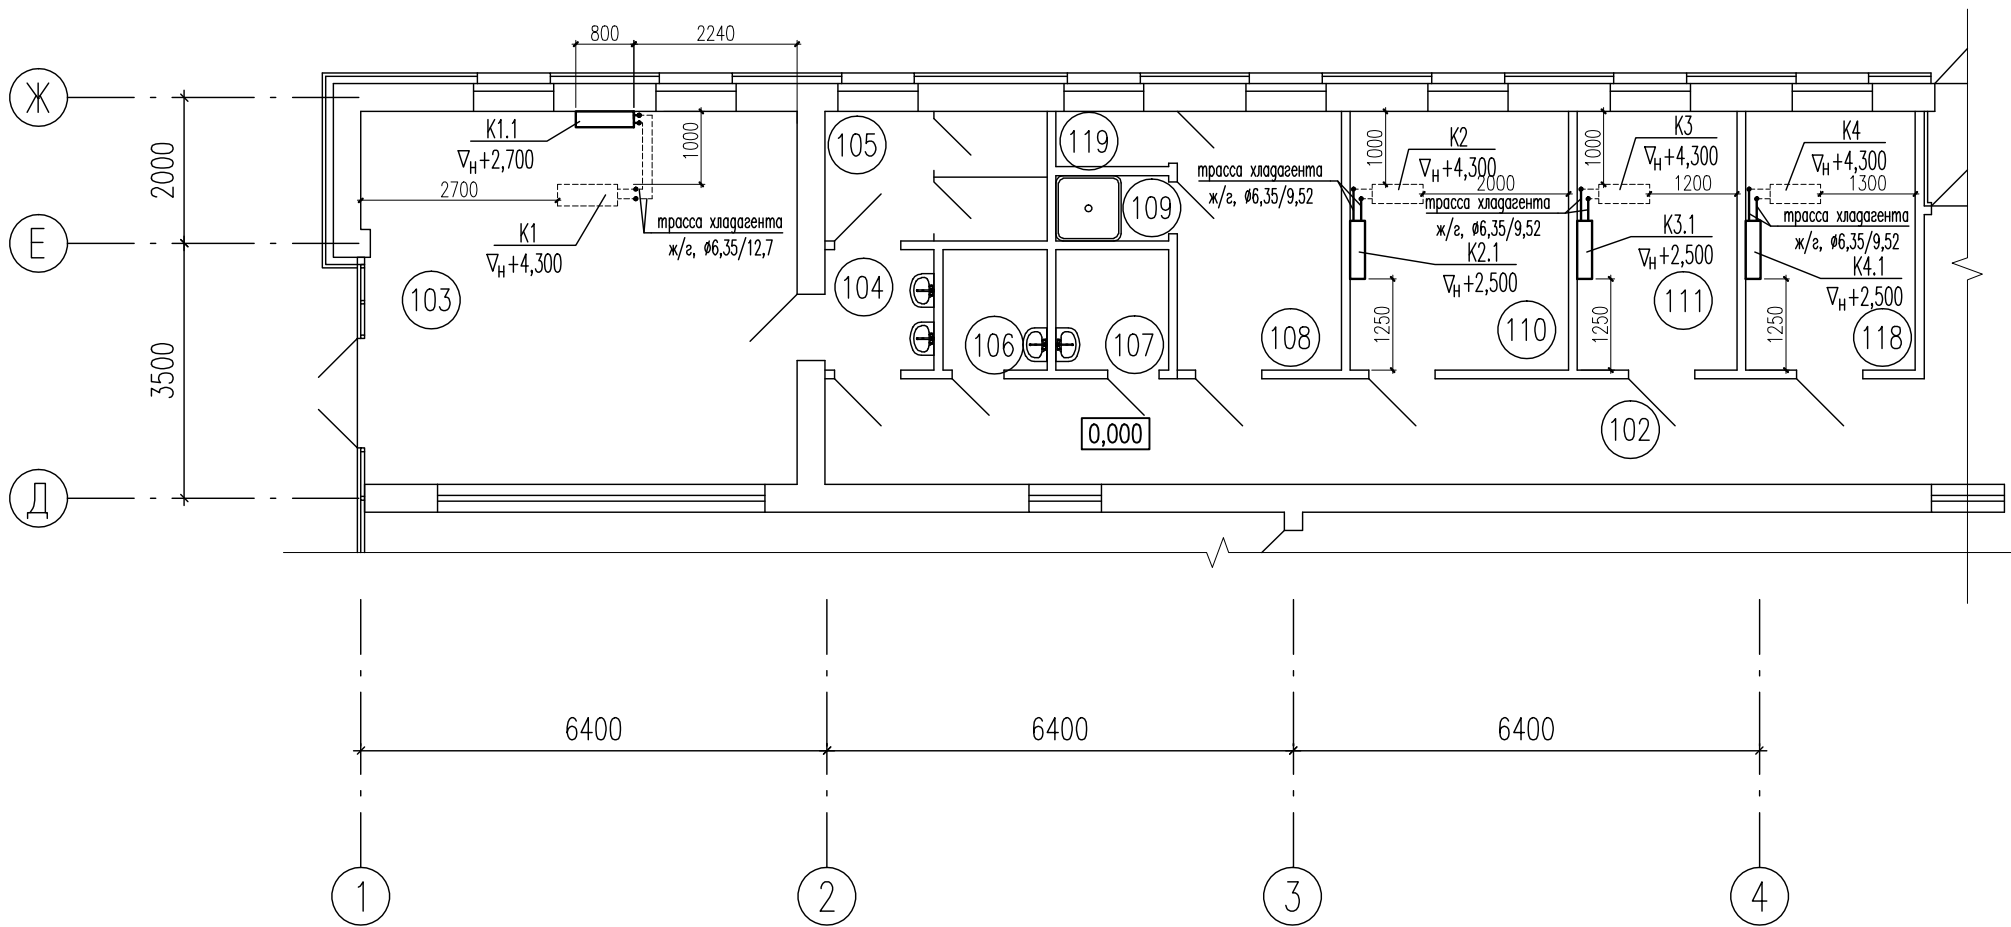 800
2240
Ж
К1.1
∇н+2,700
1000
105
119
1000
К2
∇н+4,300
1000
К3
∇н+4,300
К4
∇н+4,300
2000
2700
К1
∇н+4,300
трасса хладагента
ж/г, ø6,35/12,7
109
трасса хладагента
ж/г, ø6,35/9,52
2000
1200
1300
трасса хладагента
ж/г, ø6,35/9,52
К2.1
∇н+2,500
К3.1
∇н+2,500
трасса хладагента
ж/г, ø6,35/9,52
К4.1
∇н+2,500
Е
103
104
106
107
108
1250
110
1250
111
1250
118
3500
102
0,000
Д
6400
6400
6400
1
2
3
4